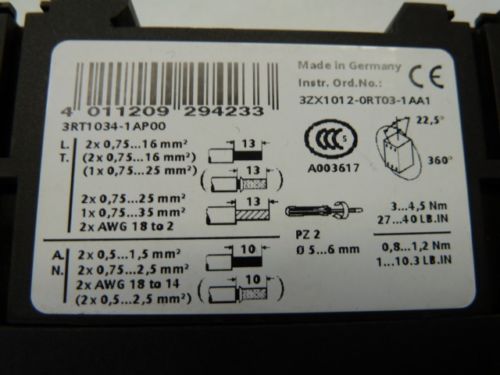 Made in Germany
Instr. Ord.No.:
3ZX1012-0RT03-1AA1
CE
4 011209 294233
3RT1034-1AP00
L. 2x 0,75...16 mm² 13
T. (2x 0,75...16 mm²)
(1x 0,75...25 mm²) ( 13 )
2x 0,75...25 mm² 13
1x 0,75...35 mm²
2x AWG 18 to 2
CCC S
A003617
22,5°
360°
PZ 2
Ø 5...6 mm
3...4,5 Nm
27...40 LB.IN
A. 2x 0,5...1,5 mm² 10
N. 2x 0,75...2,5 mm²
2x AWG 18 to 14 ( 10 )
(2x 0,5...2,5 mm²)
0,8...1,2 Nm
1...10.3 LB.IN